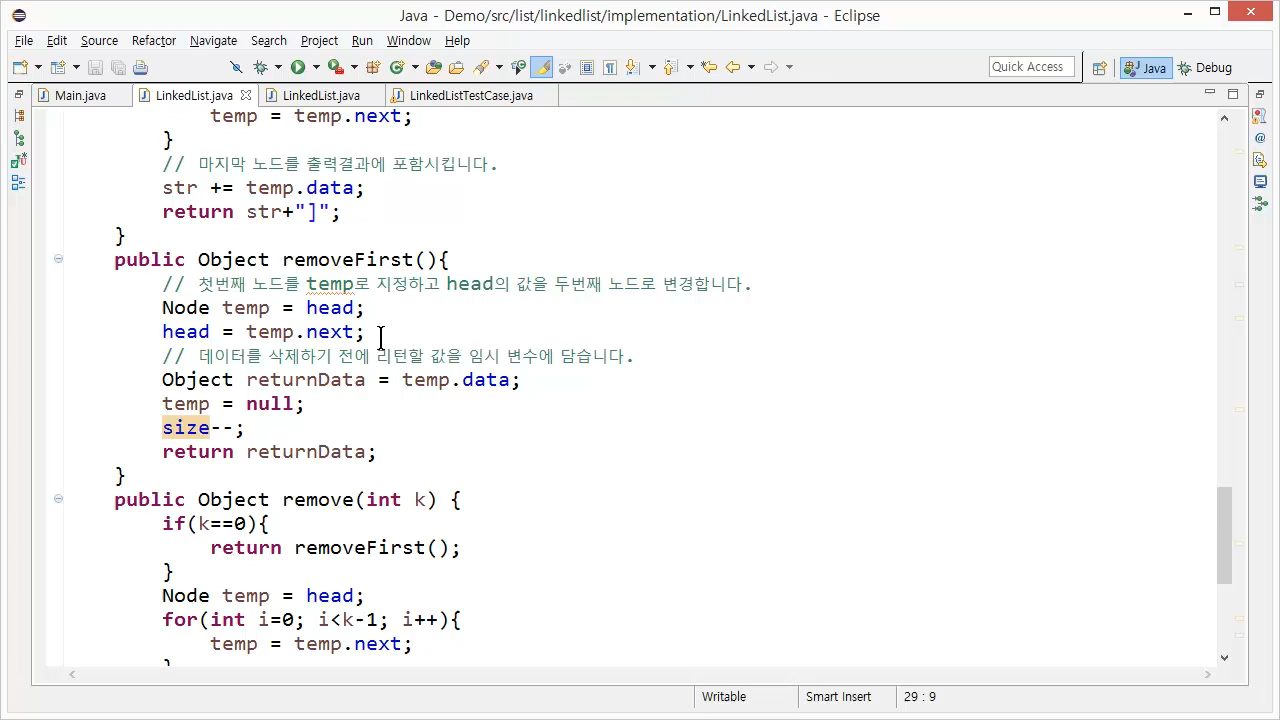 Java - Demo/src/list/linkedlist/implementation/LinkedList.java - Eclipse
File Edit Source Refactor Navigate Search Project Run Window Help
Quick Access Java Debug
Main.java LinkedList.java LinkedList.java LinkedListTestCase.java
temp = temp.next;
}
// 마지막 노드를 출력결과에 포함시킵니다.
str += temp.data;
return str+"]";
}
public Object removeFirst(){
// 첫번째 노드를 temp로 지정하고 head의 값을 두번째 노드로 변경합니다.
Node temp = head;
head = temp.next;
// 데이터를 삭제하기 전에 리턴할 값을 임시 변수에 담습니다.
Object returnData = temp.data;
temp = null;
size--;
return returnData;
}
public Object remove(int k) {
if(k==0){
return removeFirst();
}
Node temp = head;
for(int i=0; i<k-1; i++){
temp = temp.next;
}
Writable Smart Insert 29 : 9